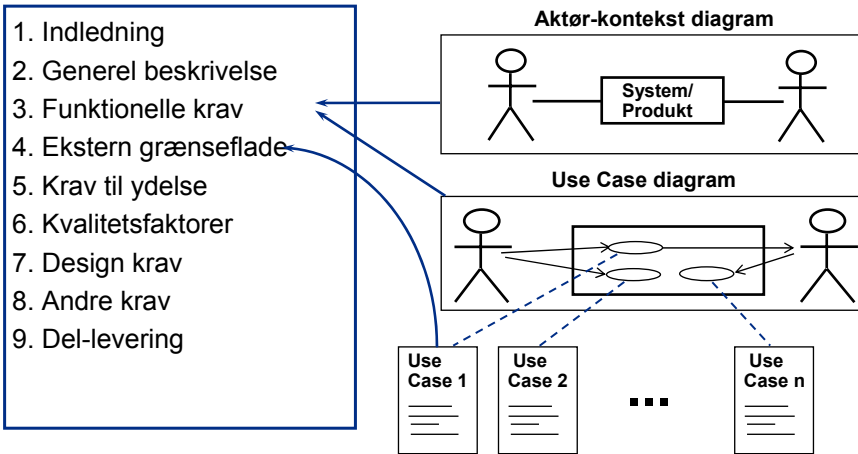 1. Indledning
2. Generel beskrivelse
3. Funktionelle krav
4. Ekstern grænseflade
5. Krav til ydelse
6. Kvalitetsfaktorer
7. Design krav
8. Andre krav
9. Del-levering
Aktør-kontekst diagram
System/
Produkt
Use Case diagram
Use
Case 1
Use
Case 2
...
Use
Case n